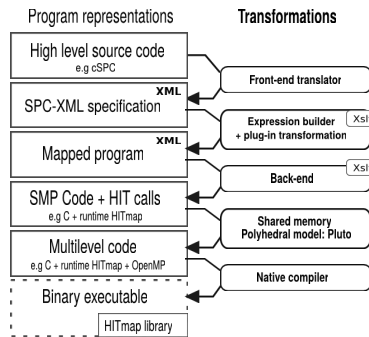 Program representations
Transformations
High level source code
e.g cSPC
Front-end translator
XML
SPC-XML specification
Expression builder
+ plug-in transformation
Xsl
XML
Mapped program
Xsl
Back-end
SMP Code + HIT calls
e.g C + runtime HITmap
Shared memory
Polyhedral model: Pluto
Multilevel code
e.g C + runtime HITmap + OpenMP
Native compiler
Binary executable
HITmap library